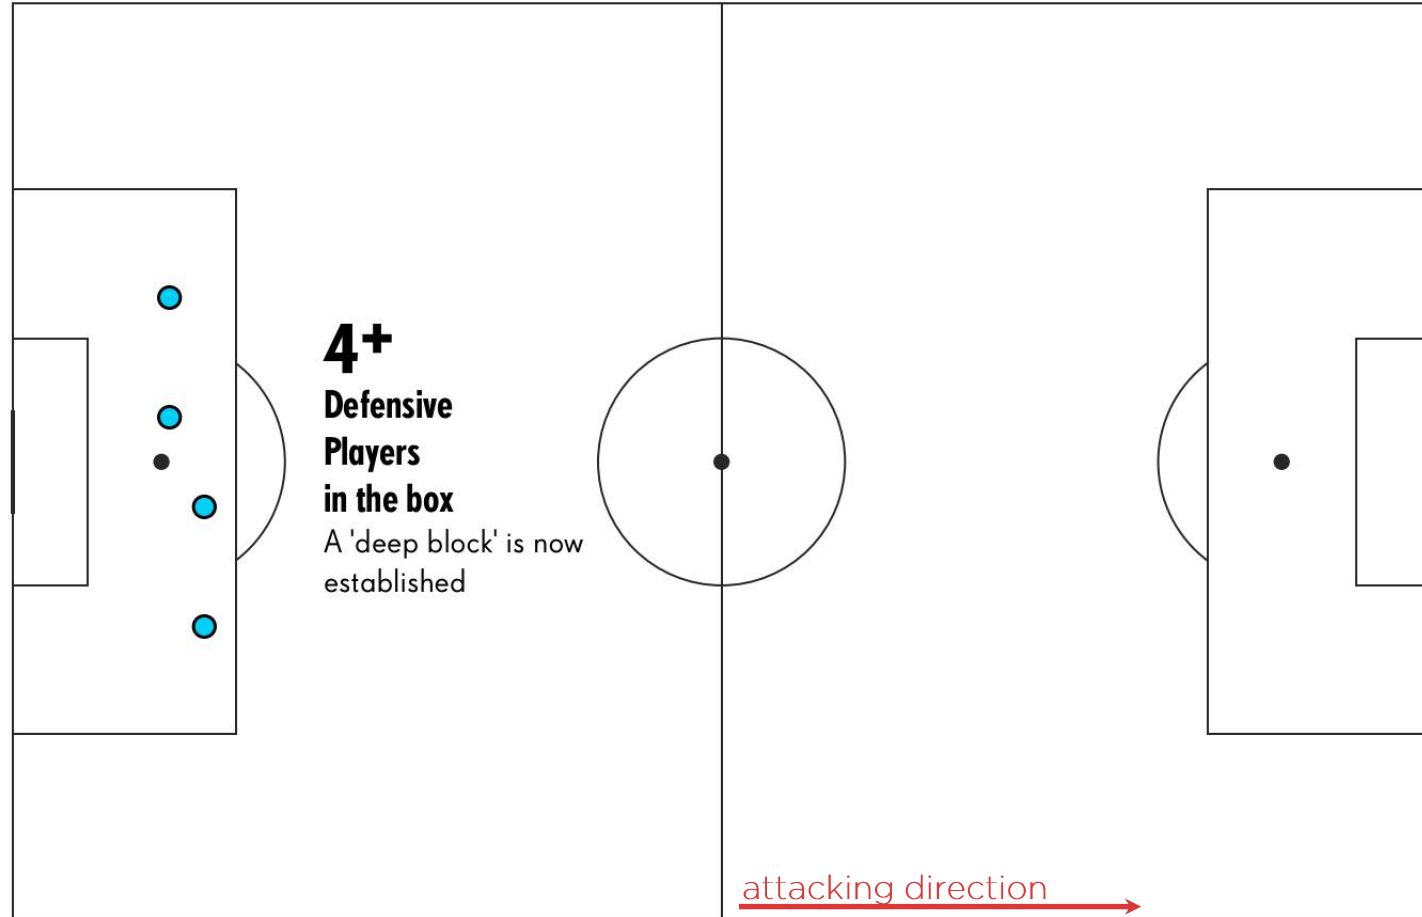 4+
Defensive
Players
in the box
A 'deep block' is now
established
attacking direction